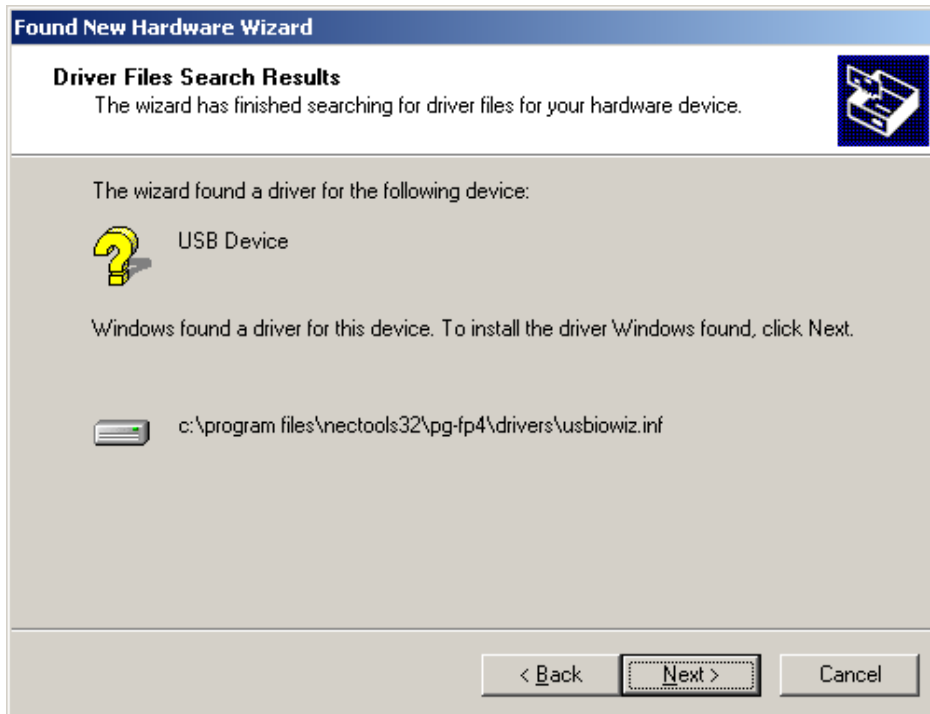 Found New Hardware Wizard
Driver Files Search Results
The wizard has finished searching for driver files for your hardware device.
The wizard found a driver for the following device:
USB Device
Windows found a driver for this device. To install the driver Windows found, click Next.
c:\program files\nectools32\pg-fp4\drivers\usbiowiz.inf
< Back Next > Cancel